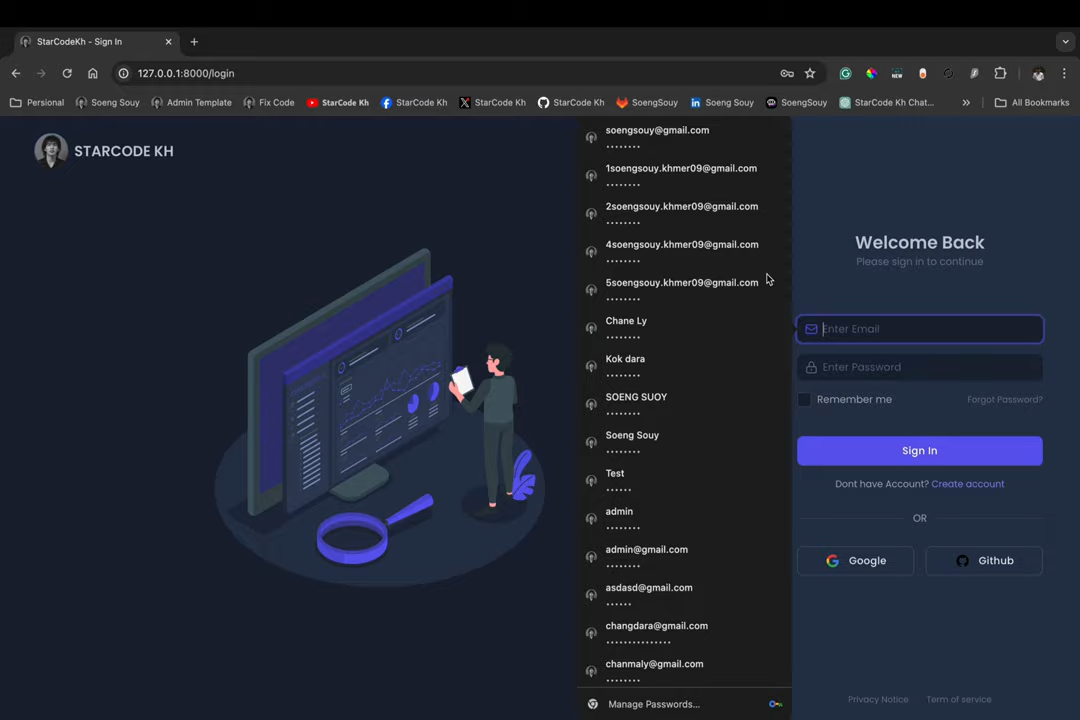 StarCodeKh - Sign In
127.0.0.1:8000/login
Personal
Soeng Souy
Admin Template
Fix Code
StarCode Kh
StarCode Kh
StarCode Kh
StarCode Kh
SoengSouy
Soeng Souy
SoengSouy
StarCode Kh Chat...
All Bookmarks
STARCODE KH
soengsouy@gmail.com
1soengsouy.khmer09@gmail.com
2soengsouy.khmer09@gmail.com
4soengsouy.khmer09@gmail.com
5soengsouy.khmer09@gmail.com
Chane Ly
Kok dara
SOENG SUOY
Soeng Souy
Test
admin
admin@gmail.com
asdasd@gmail.com
changdara@gmail.com
chanmaly@gmail.com
Manage Passwords...
Welcome Back
Please sign in to continue
Enter Email
Enter Password
Remember me
Forgot Password?
Sign In
Dont have Account? Create account
OR
Google
Github
Privacy Notice
Term of service